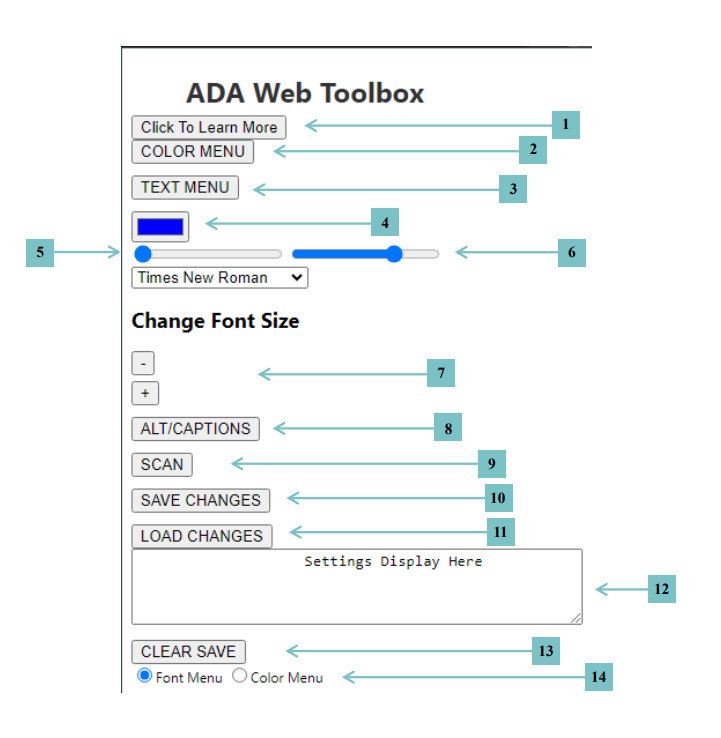 ADA Web Toolbox
Click To Learn More
1
COLOR MENU
2
TEXT MENU
3
4
5
6
Times New Roman
Change Font Size
-
7
+
ALT/CAPTIONS
8
SCAN
9
SAVE CHANGES
10
LOAD CHANGES
11
Settings Display Here
12
CLEAR SAVE
13
Font Menu Color Menu
14